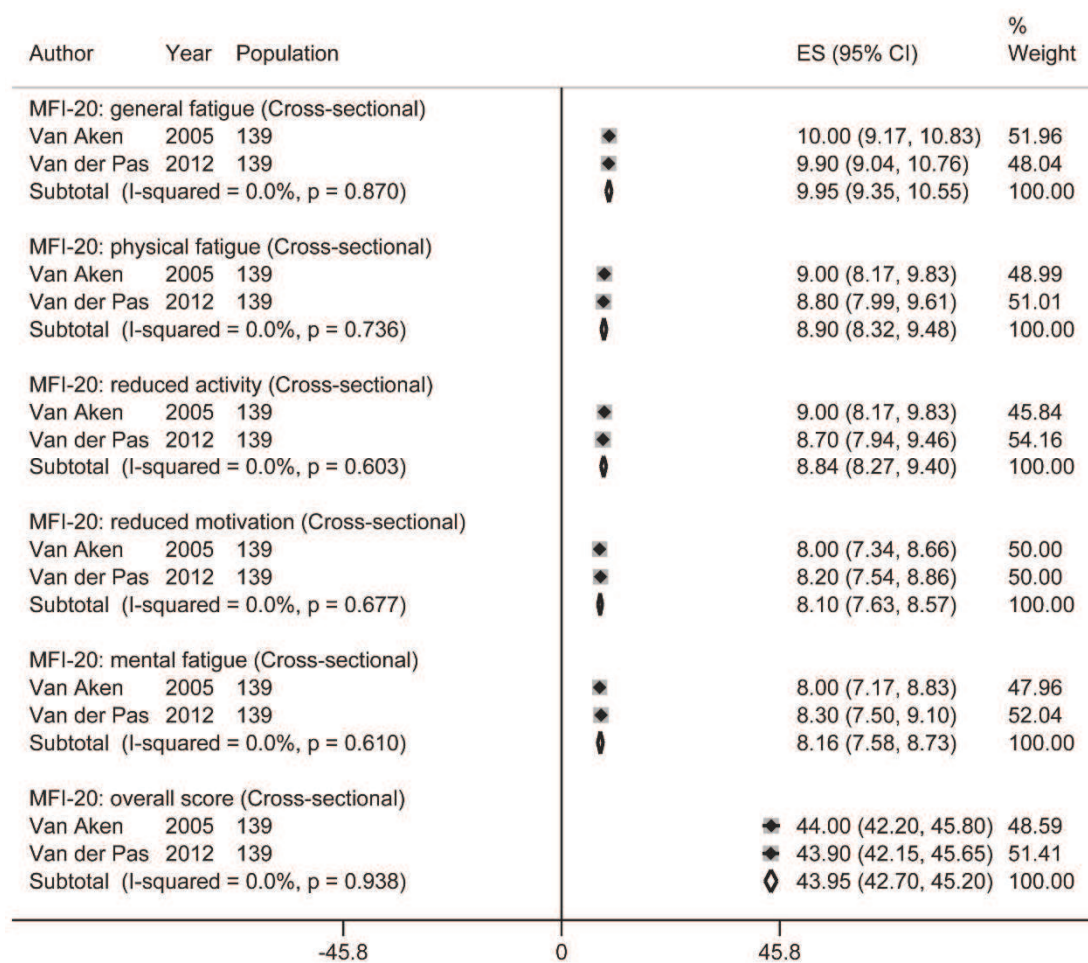 Author Year Population ES (95% CI) % Weight
MFI-20: general fatigue (Cross-sectional)
Van Aken 2005 139 10.00 (9.17, 10.83) 51.96
Van der Pas 2012 139 9.90 (9.04, 10.76) 48.04
Subtotal (I-squared = 0.0%, p = 0.870) 9.95 (9.35, 10.55) 100.00
MFI-20: physical fatigue (Cross-sectional)
Van Aken 2005 139 9.00 (8.17, 9.83) 48.99
Van der Pas 2012 139 8.80 (7.99, 9.61) 51.01
Subtotal (I-squared = 0.0%, p = 0.736) 8.90 (8.32, 9.48) 100.00
MFI-20: reduced activity (Cross-sectional)
Van Aken 2005 139 9.00 (8.17, 9.83) 45.84
Van der Pas 2012 139 8.70 (7.94, 9.46) 54.16
Subtotal (I-squared = 0.0%, p = 0.603) 8.84 (8.27, 9.40) 100.00
MFI-20: reduced motivation (Cross-sectional)
Van Aken 2005 139 8.00 (7.34, 8.66) 50.00
Van der Pas 2012 139 8.20 (7.54, 8.86) 50.00
Subtotal (I-squared = 0.0%, p = 0.677) 8.10 (7.63, 8.57) 100.00
MFI-20: mental fatigue (Cross-sectional)
Van Aken 2005 139 8.00 (7.17, 8.83) 47.96
Van der Pas 2012 139 8.30 (7.50, 9.10) 52.04
Subtotal (I-squared = 0.0%, p = 0.610) 8.16 (7.58, 8.73) 100.00
MFI-20: overall score (Cross-sectional)
Van Aken 2005 139 44.00 (42.20, 45.80) 48.59
Van der Pas 2012 139 43.90 (42.15, 45.65) 51.41
Subtotal (I-squared = 0.0%, p = 0.938) 43.95 (42.70, 45.20) 100.00
-45.8 0 45.8